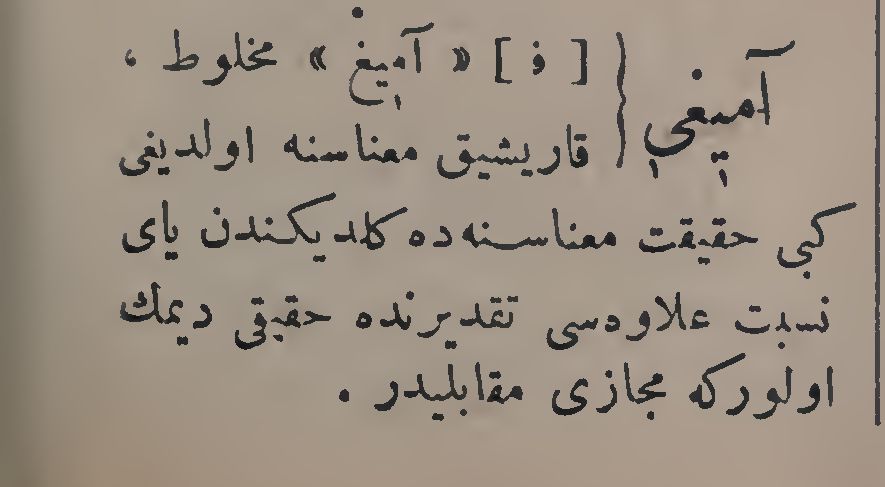 آميغى { [ ف ] « آميغ » مخلوط ،
قاريشيق معناسنه اولديغى
كبى حقيقت معناسنه ده كلديكندن ياى
نسبت علاوه‌سى تقديرنده حقيقى ديمك
اولوركه مجازى مقابليدر .